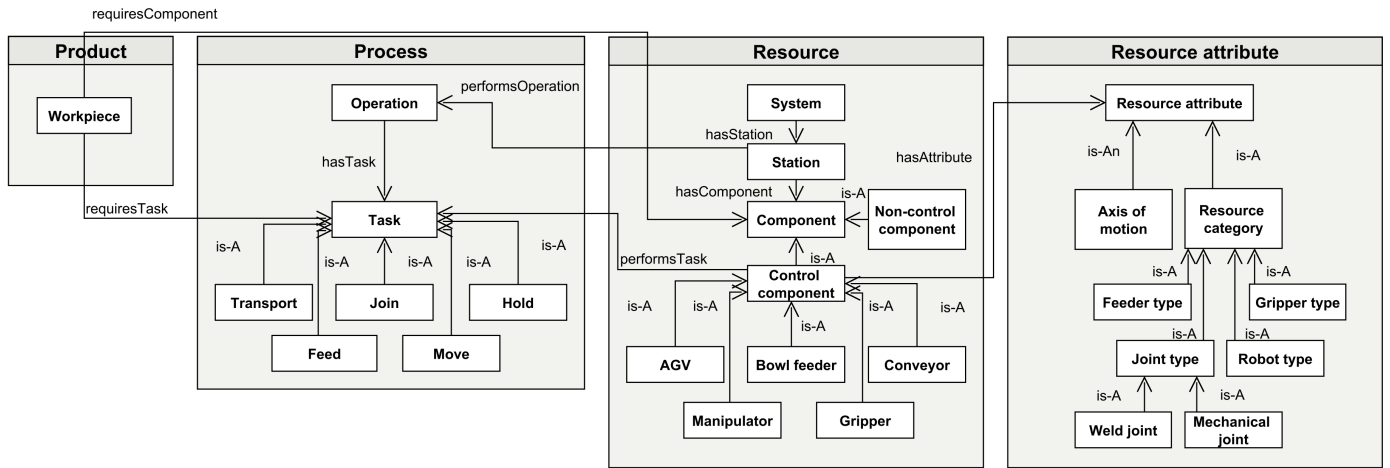 requiresComponent
Product
Process
Resource
Resource attribute
Workpiece
requiresTask
Operation
performsOperation
hasTask
Task
is-A
is-A
is-A
is-A
is-A
Transport
Join
Hold
Feed
Move
System
hasStation
Station
hasAttribute
hasComponent
is-A
Component
Non-control
component
performsTask
is-A
Control
component
is-A
is-A
is-A
is-A
is-A
AGV
Bowl feeder
Conveyor
Manipulator
Gripper
Resource attribute
is-An
is-A
Axis of
motion
Resource
category
is-A
is-A
Feeder type
Gripper type
is-A
is-A
Joint type
Robot type
is-A
is-A
Weld joint
Mechanical
joint